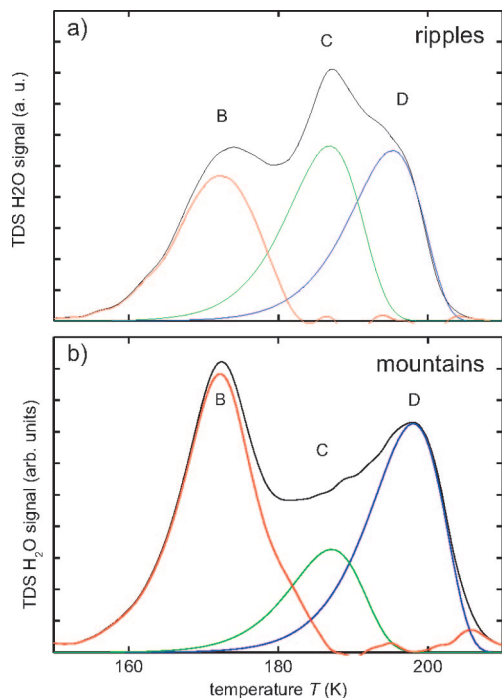 a)
ripples
B
C
D
TDS H2O signal (a. u.)
b)
mountains
B
C
D
TDS H₂O signal (arb. units)
160
180
200
temperature T (K)